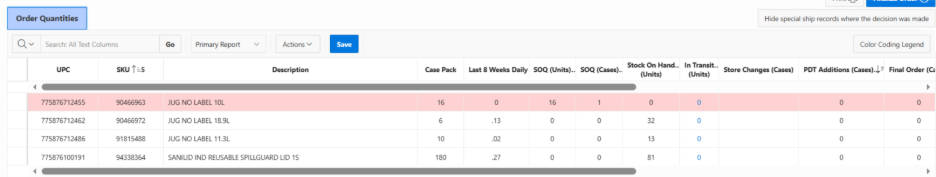 Order Quantities
Hide special ship records where the decision was made
Search: All Text Columns Go Primary Report Actions Save Color Coding Legend
UPC SKU ↑=5 Description Case Pack Last 8 Weeks Daily SOQ (Units).. SOQ (Cases).. Stock On Hand.. (Units) In Transit.. (Units) Store Changes (Cases) PDT Additions (Cases).. Final Order (Ca
775876712455 90466963 JUG NO LABEL 10L 16 0 16 1 0 0 0 0
775876712462 90466972 JUG NO LABEL 18.9L 6 .13 0 0 32 0 0 0
775876712486 91815488 JUG NO LABEL 11.3L 10 .02 0 0 13 0 0 0
775876100191 94338364 SANILID IND REUSABLE SPILLGUARD LID 1S 180 .27 0 0 81 0 0 0